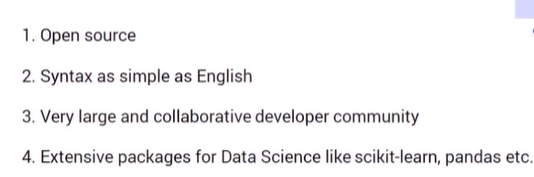 1. Open source
2. Syntax as simple as English
3. Very large and collaborative developer community
4. Extensive packages for Data Science like scikit-learn, pandas etc.